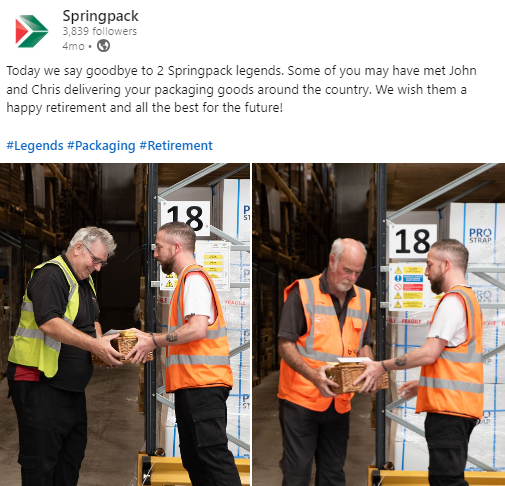 Springpack
3,839 followers
4mo •
Today we say goodbye to 2 Springpack legends. Some of you may have met John
and Chris delivering your packaging goods around the country. We wish them a
happy retirement and all the best for the future!
#Legends #Packaging #Retirement
18
FRAGILE
18
PRO
STRAP
FRAGILE